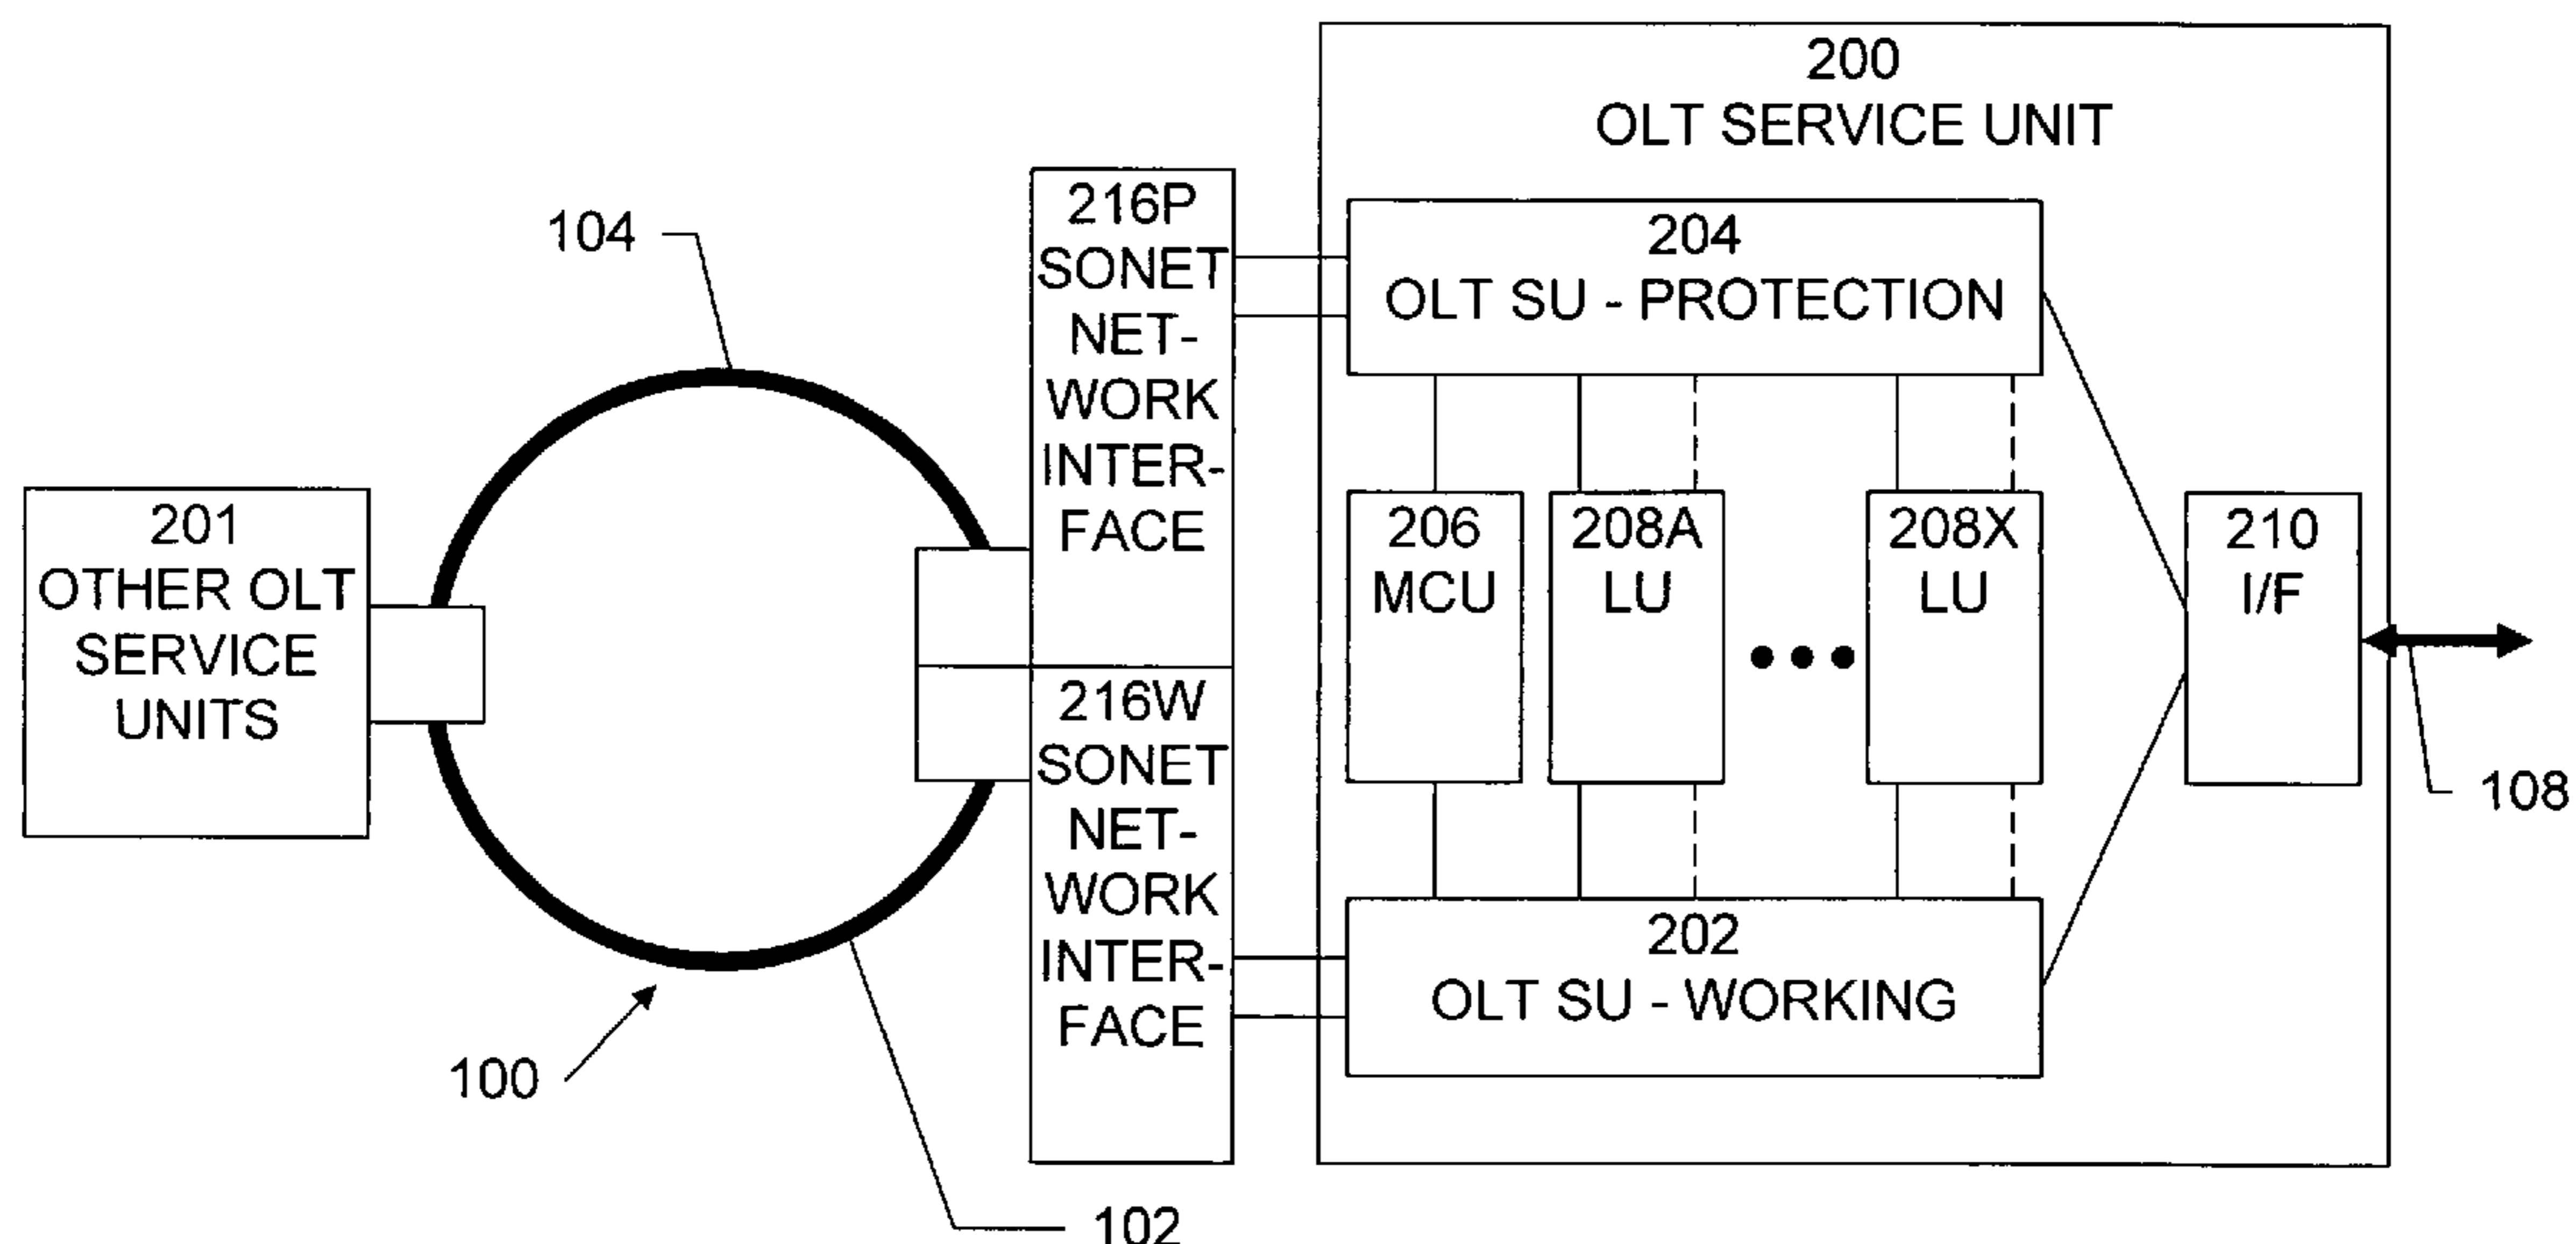 200
OLT SERVICE UNIT
104
216P
SONET
NET-
WORK
INTER-
FACE
204
OLT SU - PROTECTION
201
OTHER OLT
SERVICE
UNITS
206
MCU
208A
LU
208X
LU
210
I/F
108
216W
SONET
NET-
WORK
INTER-
FACE
202
OLT SU - WORKING
100
102